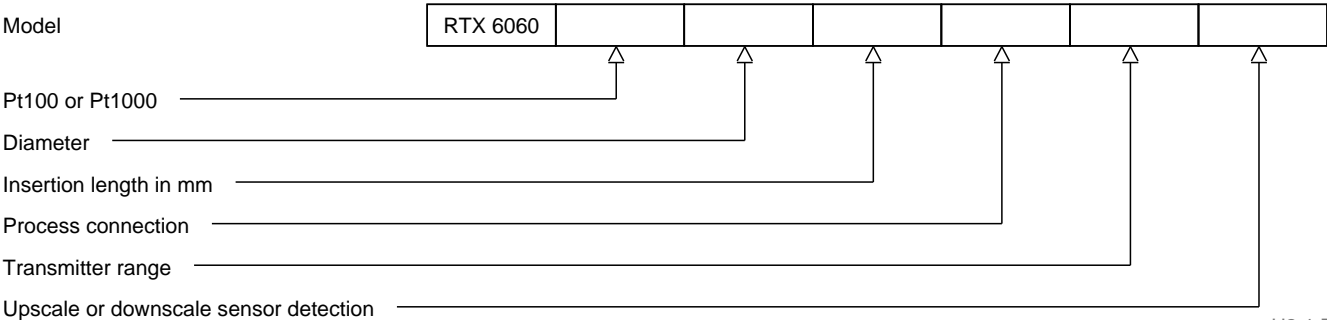 Model RTX 6060
Pt100 or Pt1000
Diameter
Insertion length in mm
Process connection
Transmitter range
Upscale or downscale sensor detection